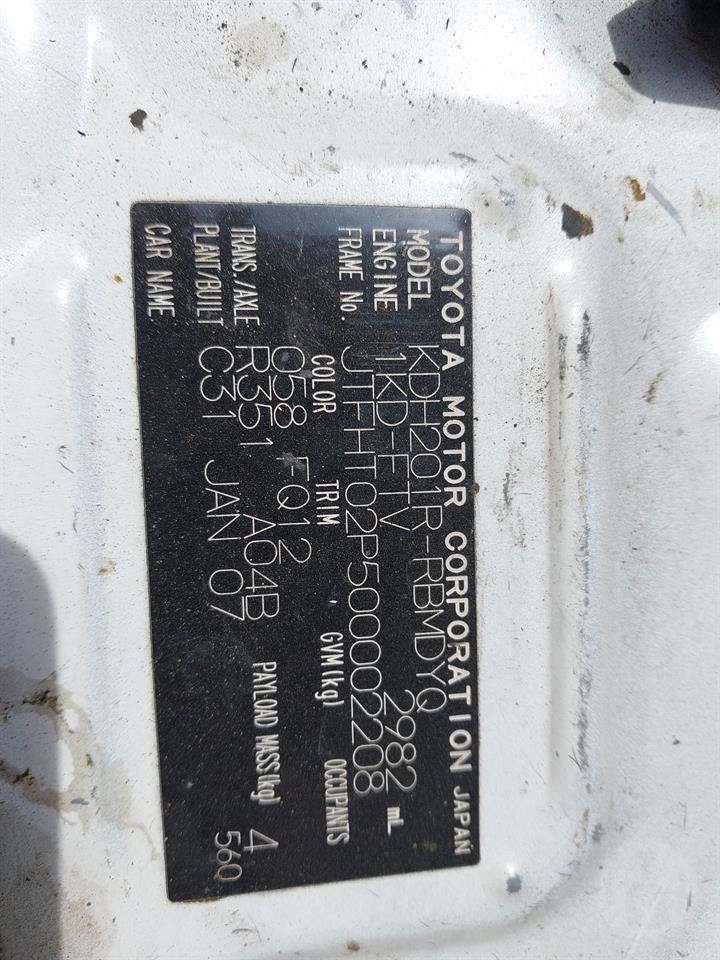 TOYOTA MOTOR CORPORATION JAPAN
MODEL KDH201R-RBMDYQ
ENGINE 1KD-FTV 2982 mL
FRAME No. JTFHT02P500002208
COLOR TRIM GVM(kg) OCCUPANTS
058 FQ12
TRANS./AXLE R351 A04B PAYLOAD MASS(kg) 4
PLANT/BUILT C31 JAN 07 560
CAR NAME